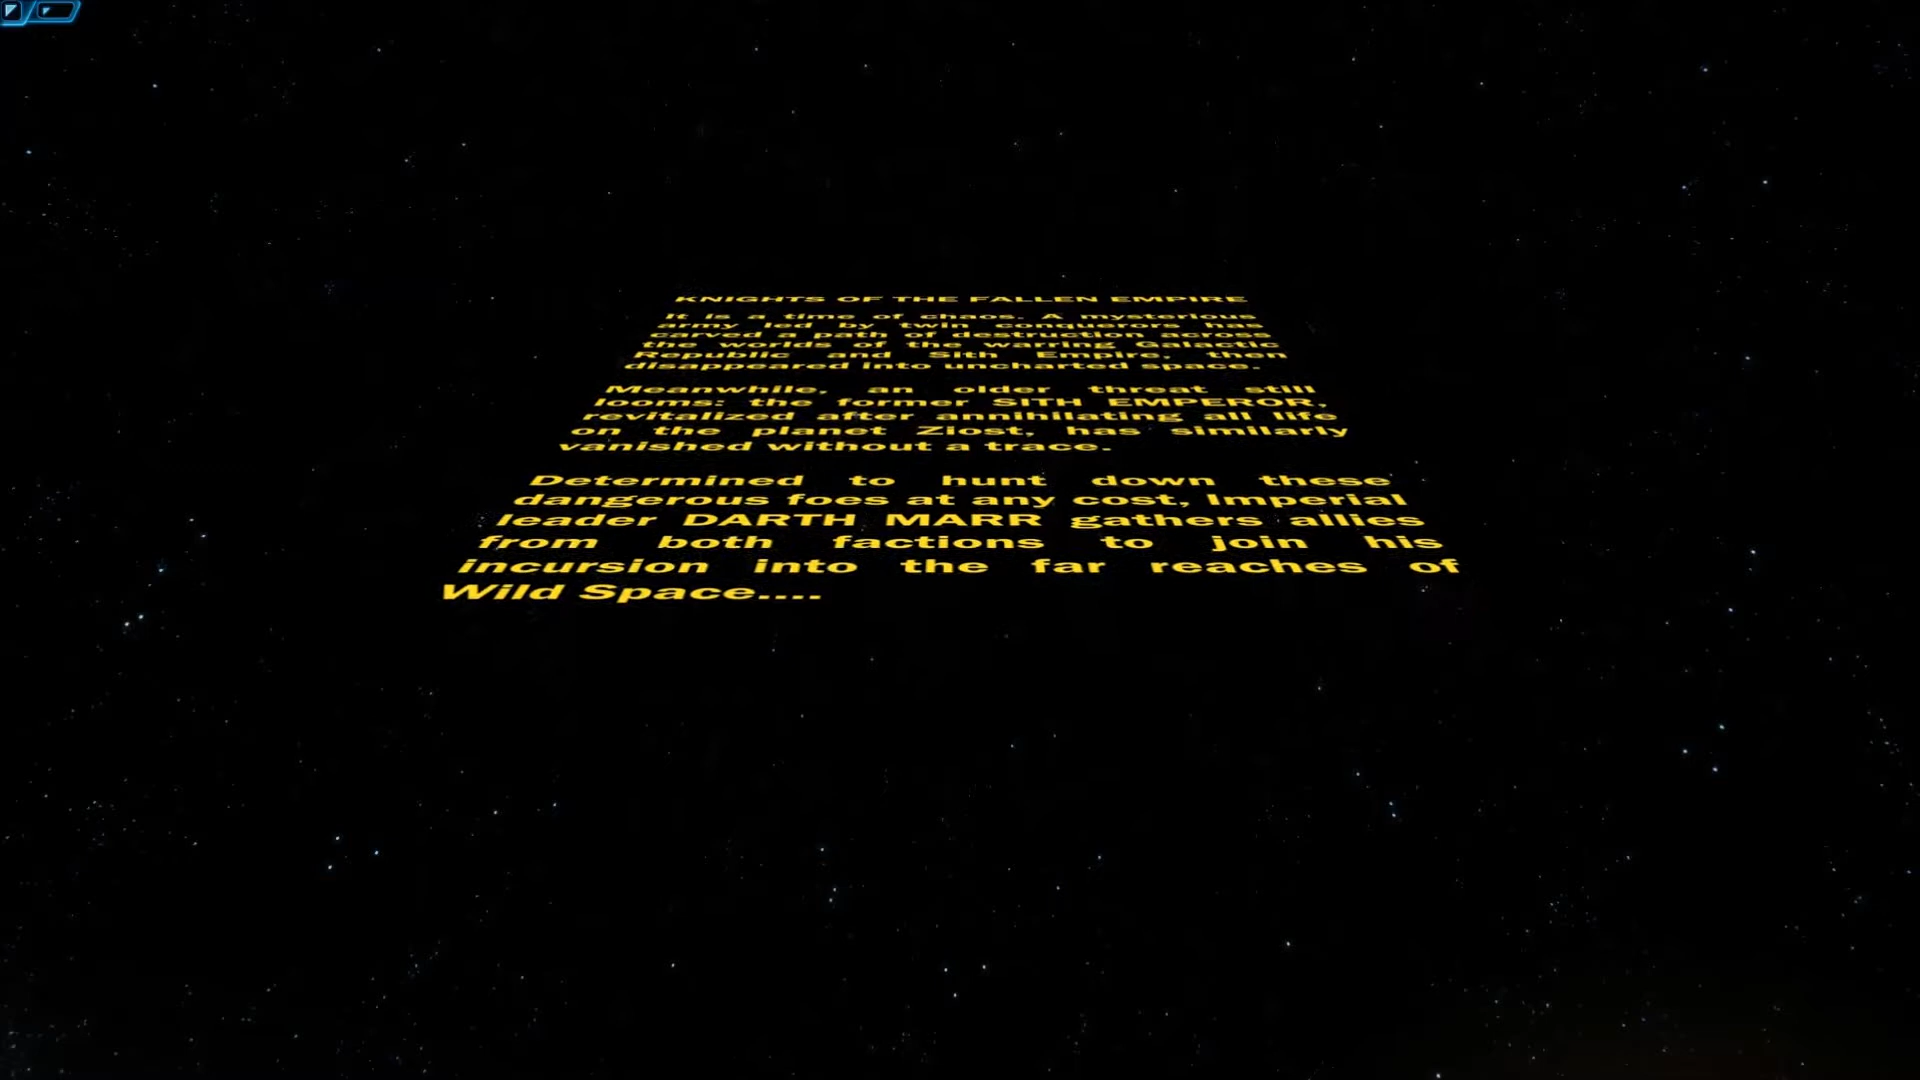 KNIGHTS OF THE FALLEN EMPIRE
It is a time of chaos. A mysterious
army led by twin conquerors has
carved a path of destruction across
the worlds of the warring Galactic
Republic and Sith Empire, then
disappeared into uncharted space.
Meanwhile, an older threat still
looms: the former SITH EMPEROR,
revitalized after annihilating all life
on the planet Ziost, has similarly
vanished without a trace.
Determined to hunt down these
dangerous foes at any cost, Imperial
leader DARTH MARR gathers allies
from both factions to join his
incursion into the far reaches of
Wild Space....